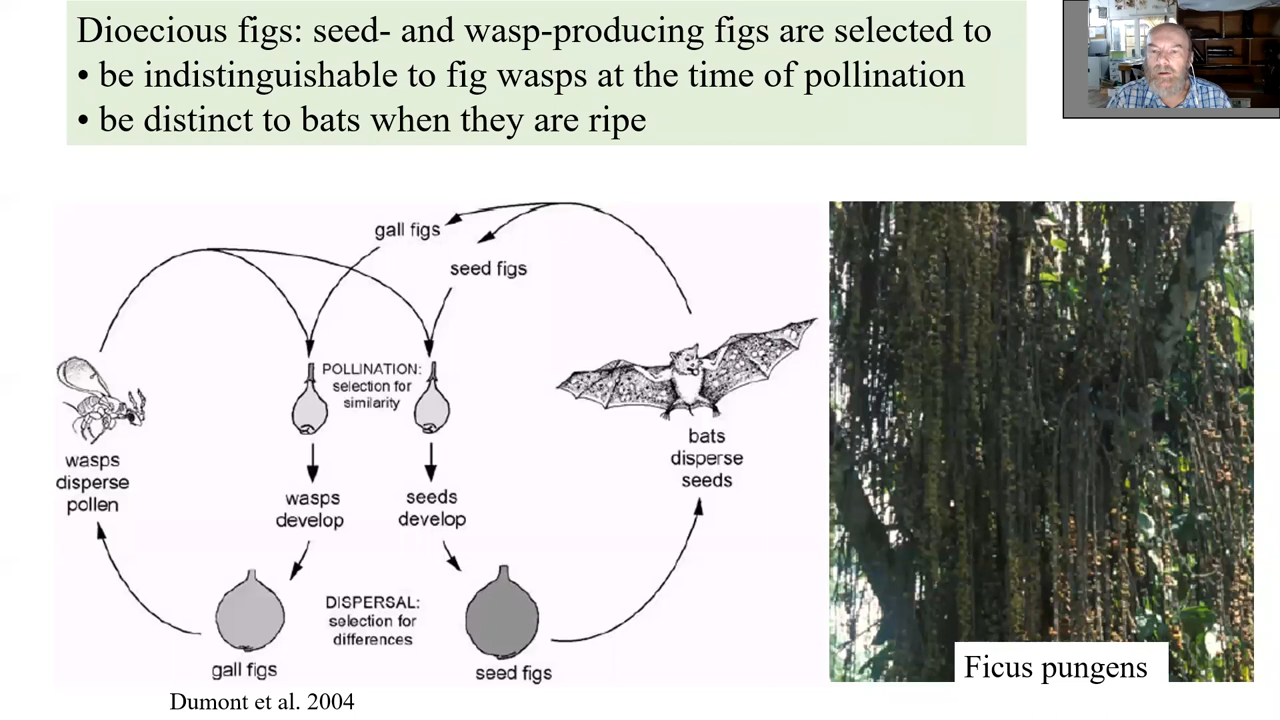 Dioecious figs: seed- and wasp-producing figs are selected to
• be indistinguishable to fig wasps at the time of pollination
• be distinct to bats when they are ripe
gall figs
seed figs
POLLINATION:
selection for
similarity
wasps
disperse
pollen
bats
disperse
seeds
wasps
develop
seeds
develop
DISPERSAL:
selection for
differences
gall figs
seed figs
Dumont et al. 2004
Ficus pungens